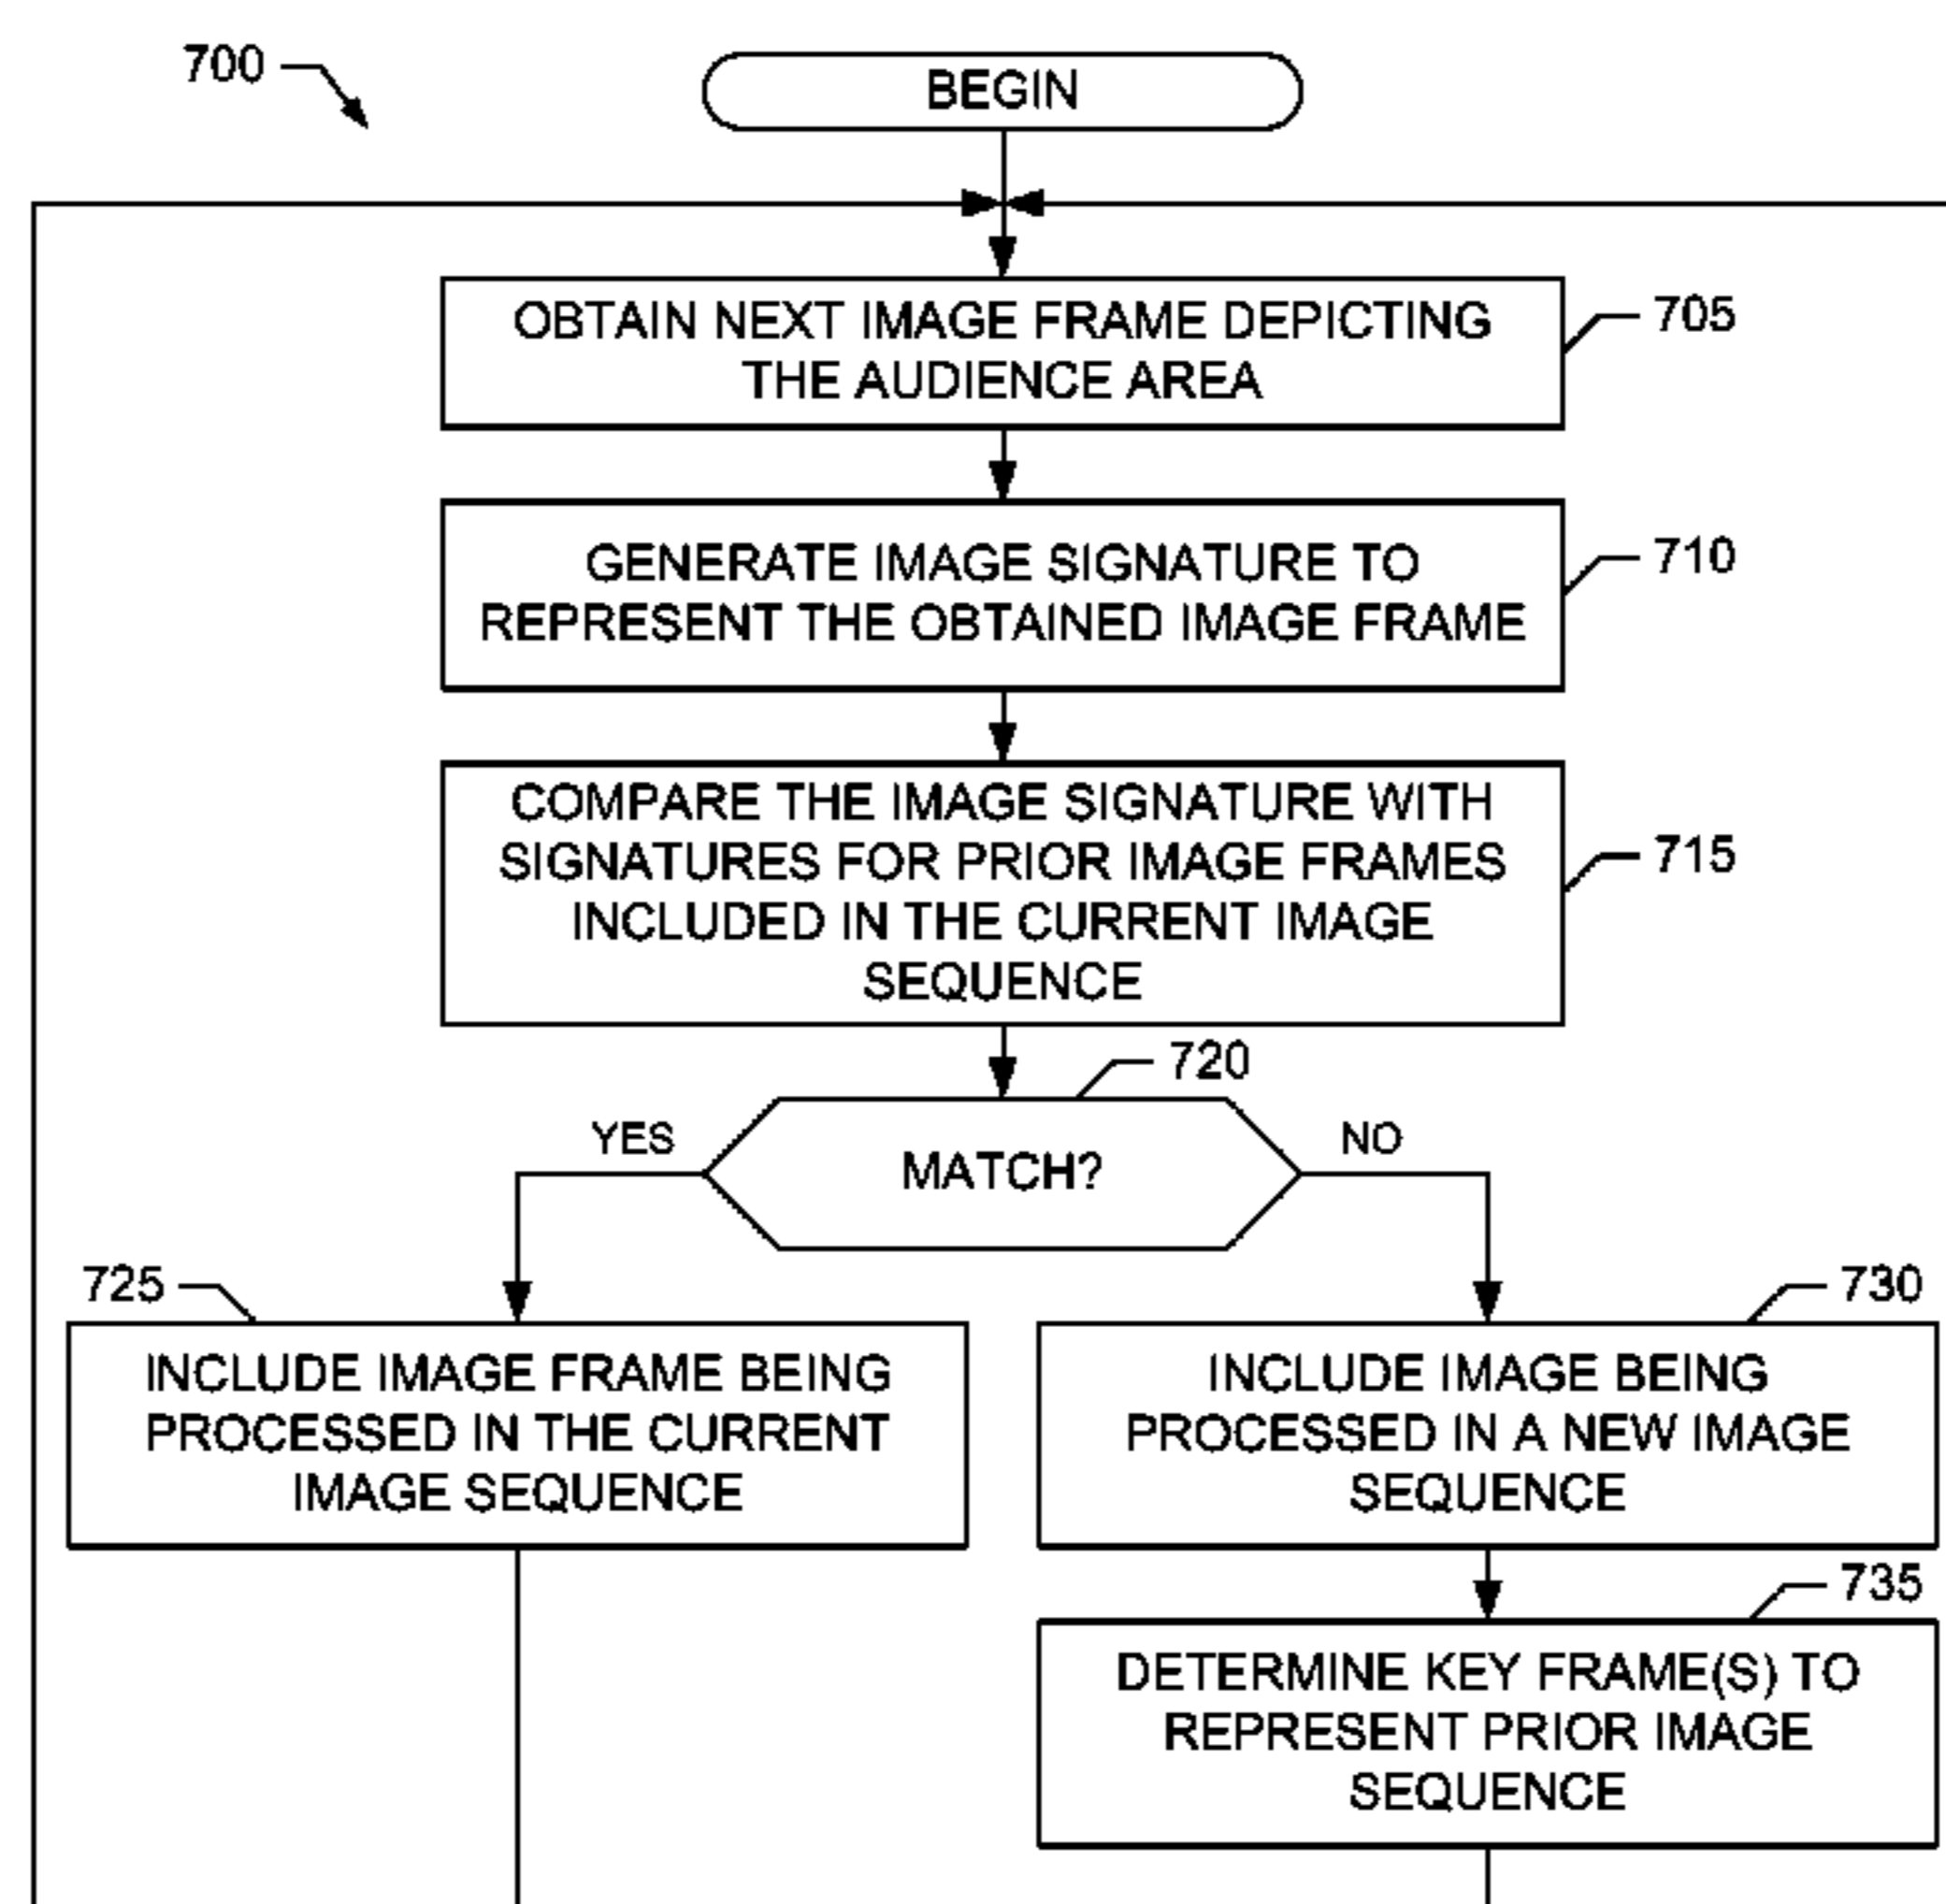 700
BEGIN
OBTAIN NEXT IMAGE FRAME DEPICTING
THE AUDIENCE AREA
705
GENERATE IMAGE SIGNATURE TO
REPRESENT THE OBTAINED IMAGE FRAME
710
COMPARE THE IMAGE SIGNATURE WITH
SIGNATURES FOR PRIOR IMAGE FRAMES
INCLUDED IN THE CURRENT IMAGE
SEQUENCE
715
720
YES
MATCH?
NO
725
INCLUDE IMAGE FRAME BEING
PROCESSED IN THE CURRENT
IMAGE SEQUENCE
730
INCLUDE IMAGE BEING
PROCESSED IN A NEW IMAGE
SEQUENCE
735
DETERMINE KEY FRAME(S) TO
REPRESENT PRIOR IMAGE
SEQUENCE